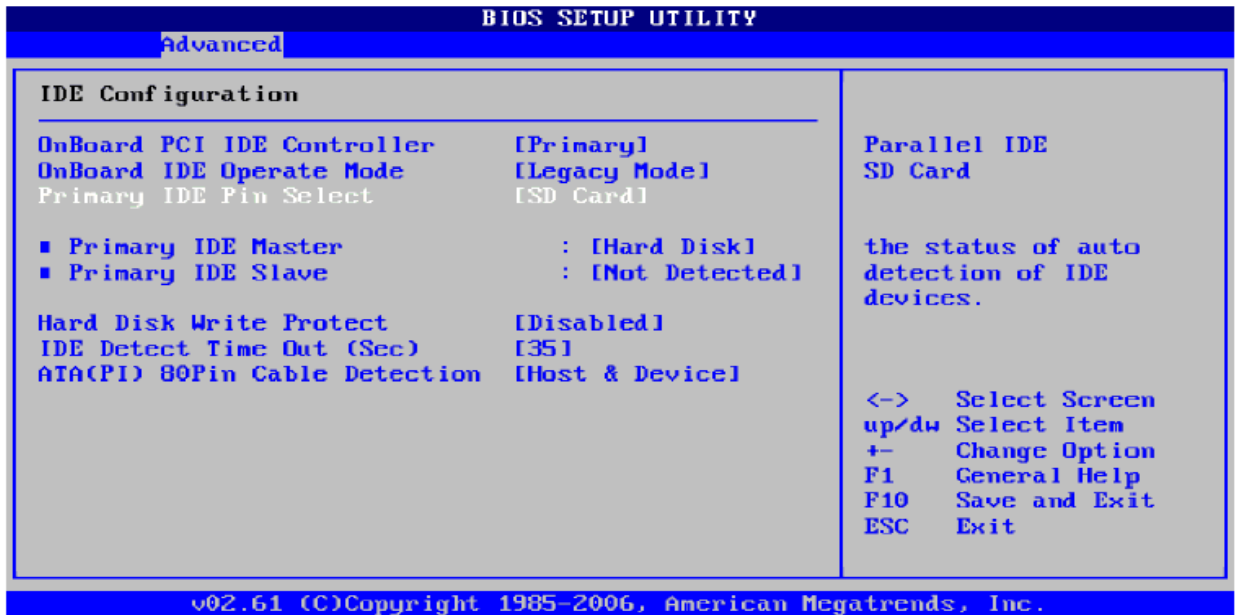 BIOS SETUP UTILITY
Advanced
IDE Configuration
OnBoard PCI IDE Controller [Primary]
OnBoard IDE Operate Mode [Legacy Mode]
Primary IDE Pin Select [SD Card]
▪ Primary IDE Master : [Hard Disk]
▪ Primary IDE Slave : [Not Detected]
Hard Disk Write Protect [Disabled]
IDE Detect Time Out (Sec) [35]
ATA(PI) 80Pin Cable Detection [Host & Device]
Parallel IDE
SD Card
the status of auto
detection of IDE
devices.
<-> Select Screen
up/dw Select Item
+- Change Option
F1 General Help
F10 Save and Exit
ESC Exit
v02.61 (C)Copyright 1985-2006, American Megatrends, Inc.